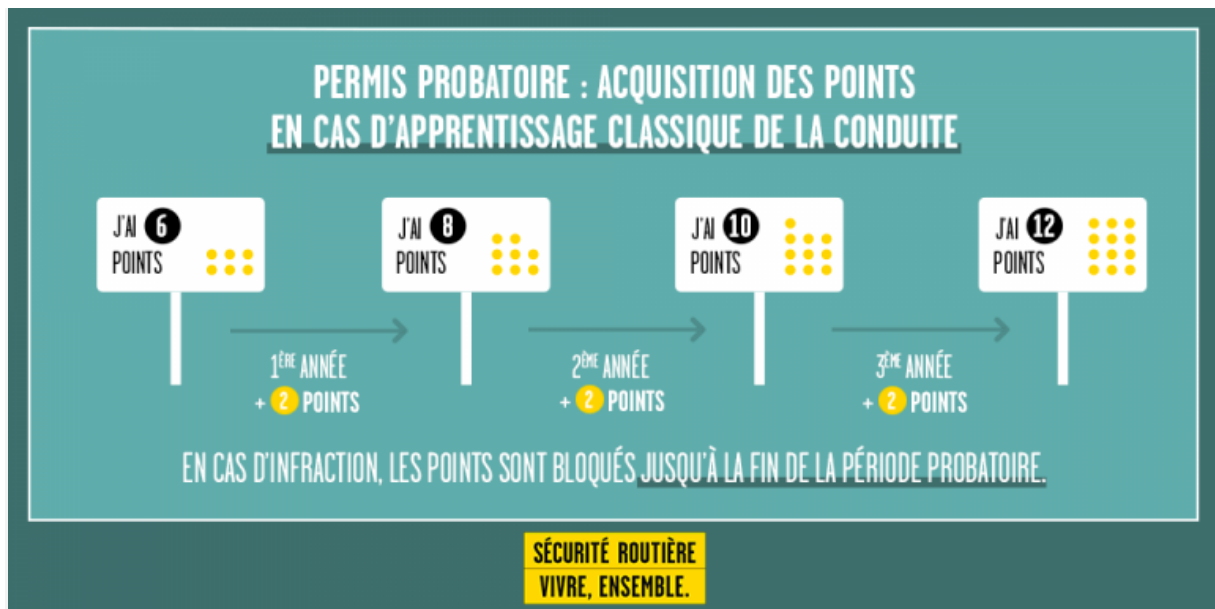 PERMIS PROBATOIRE : ACQUISITION DES POINTS
EN CAS D'APPRENTISSAGE CLASSIQUE DE LA CONDUITE
J'AI 6
POINTS
J'AI 8
POINTS
J'AI 10
POINTS
J'AI 12
POINTS
1ÈRE ANNÉE
+ 2 POINTS
2ÈME ANNÉE
+ 2 POINTS
3ÈME ANNÉE
+ 2 POINTS
EN CAS D'INFRACTION, LES POINTS SONT BLOQUÉS JUSQU'À LA FIN DE LA PÉRIODE PROBATOIRE.
SÉCURITÉ ROUTIÈRE
VIVRE, ENSEMBLE.